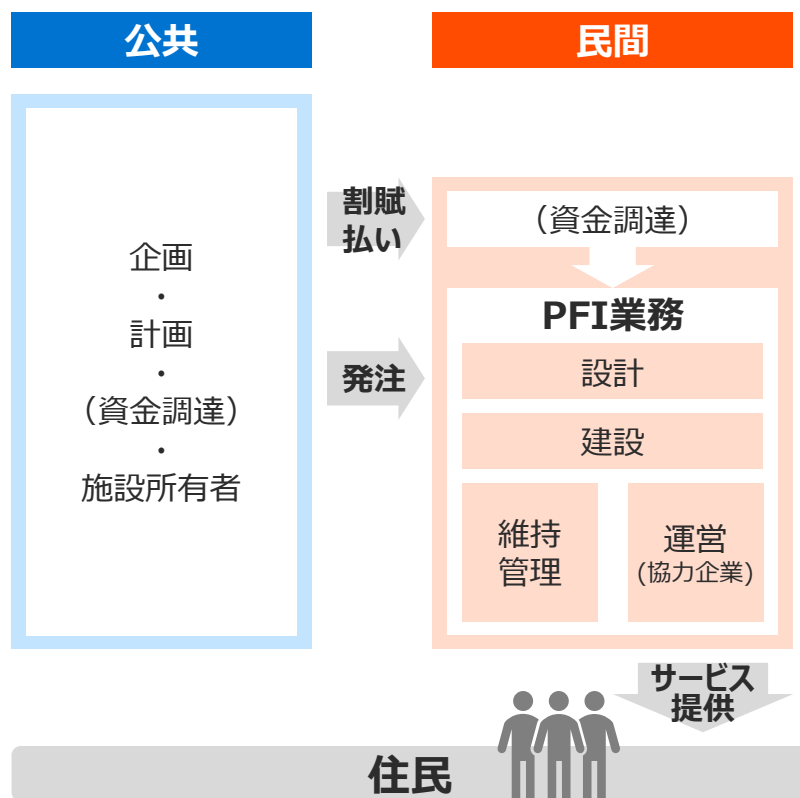 公共
民間
企画
・
計画
・
（資金調達）
・
施設所有者
割賦
払い
発注
（資金調達）
PFI業務
設計
建設
維持
管理
運営
(協力企業)
サービス
提供
住民